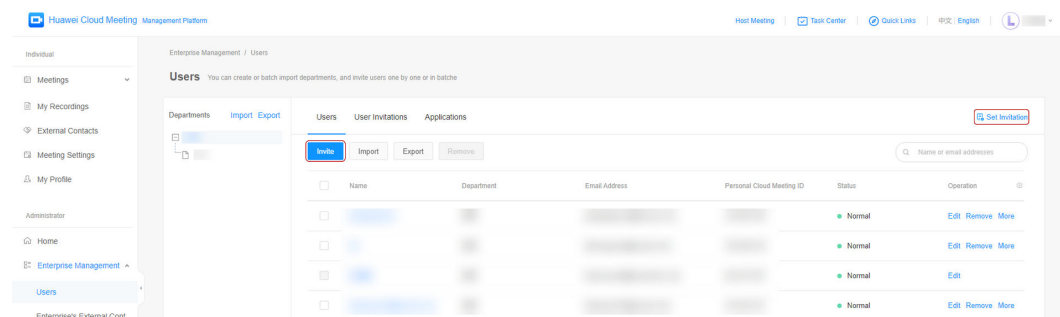 Huawei Cloud Meeting Management Platform
Host Meeting Task Center Quick Links 中文 English L
Individual
Meetings
My Recordings
External Contacts
Meeting Settings
My Profile
Administrator
Home
Enterprise Management
Users
Enterprise's External Cont
Enterprise Management / Users
Users You can create or batch import departments, and invite users one by one or in batche
Departments Import Export
Users User Invitations Applications
Set Invitation
Invite Import Export Remove
Name or email addresses
Name Department Email Address Personal Cloud Meeting ID Status Operation
Normal Edit Remove More
Normal Edit Remove More
Normal Edit
Normal Edit Remove More